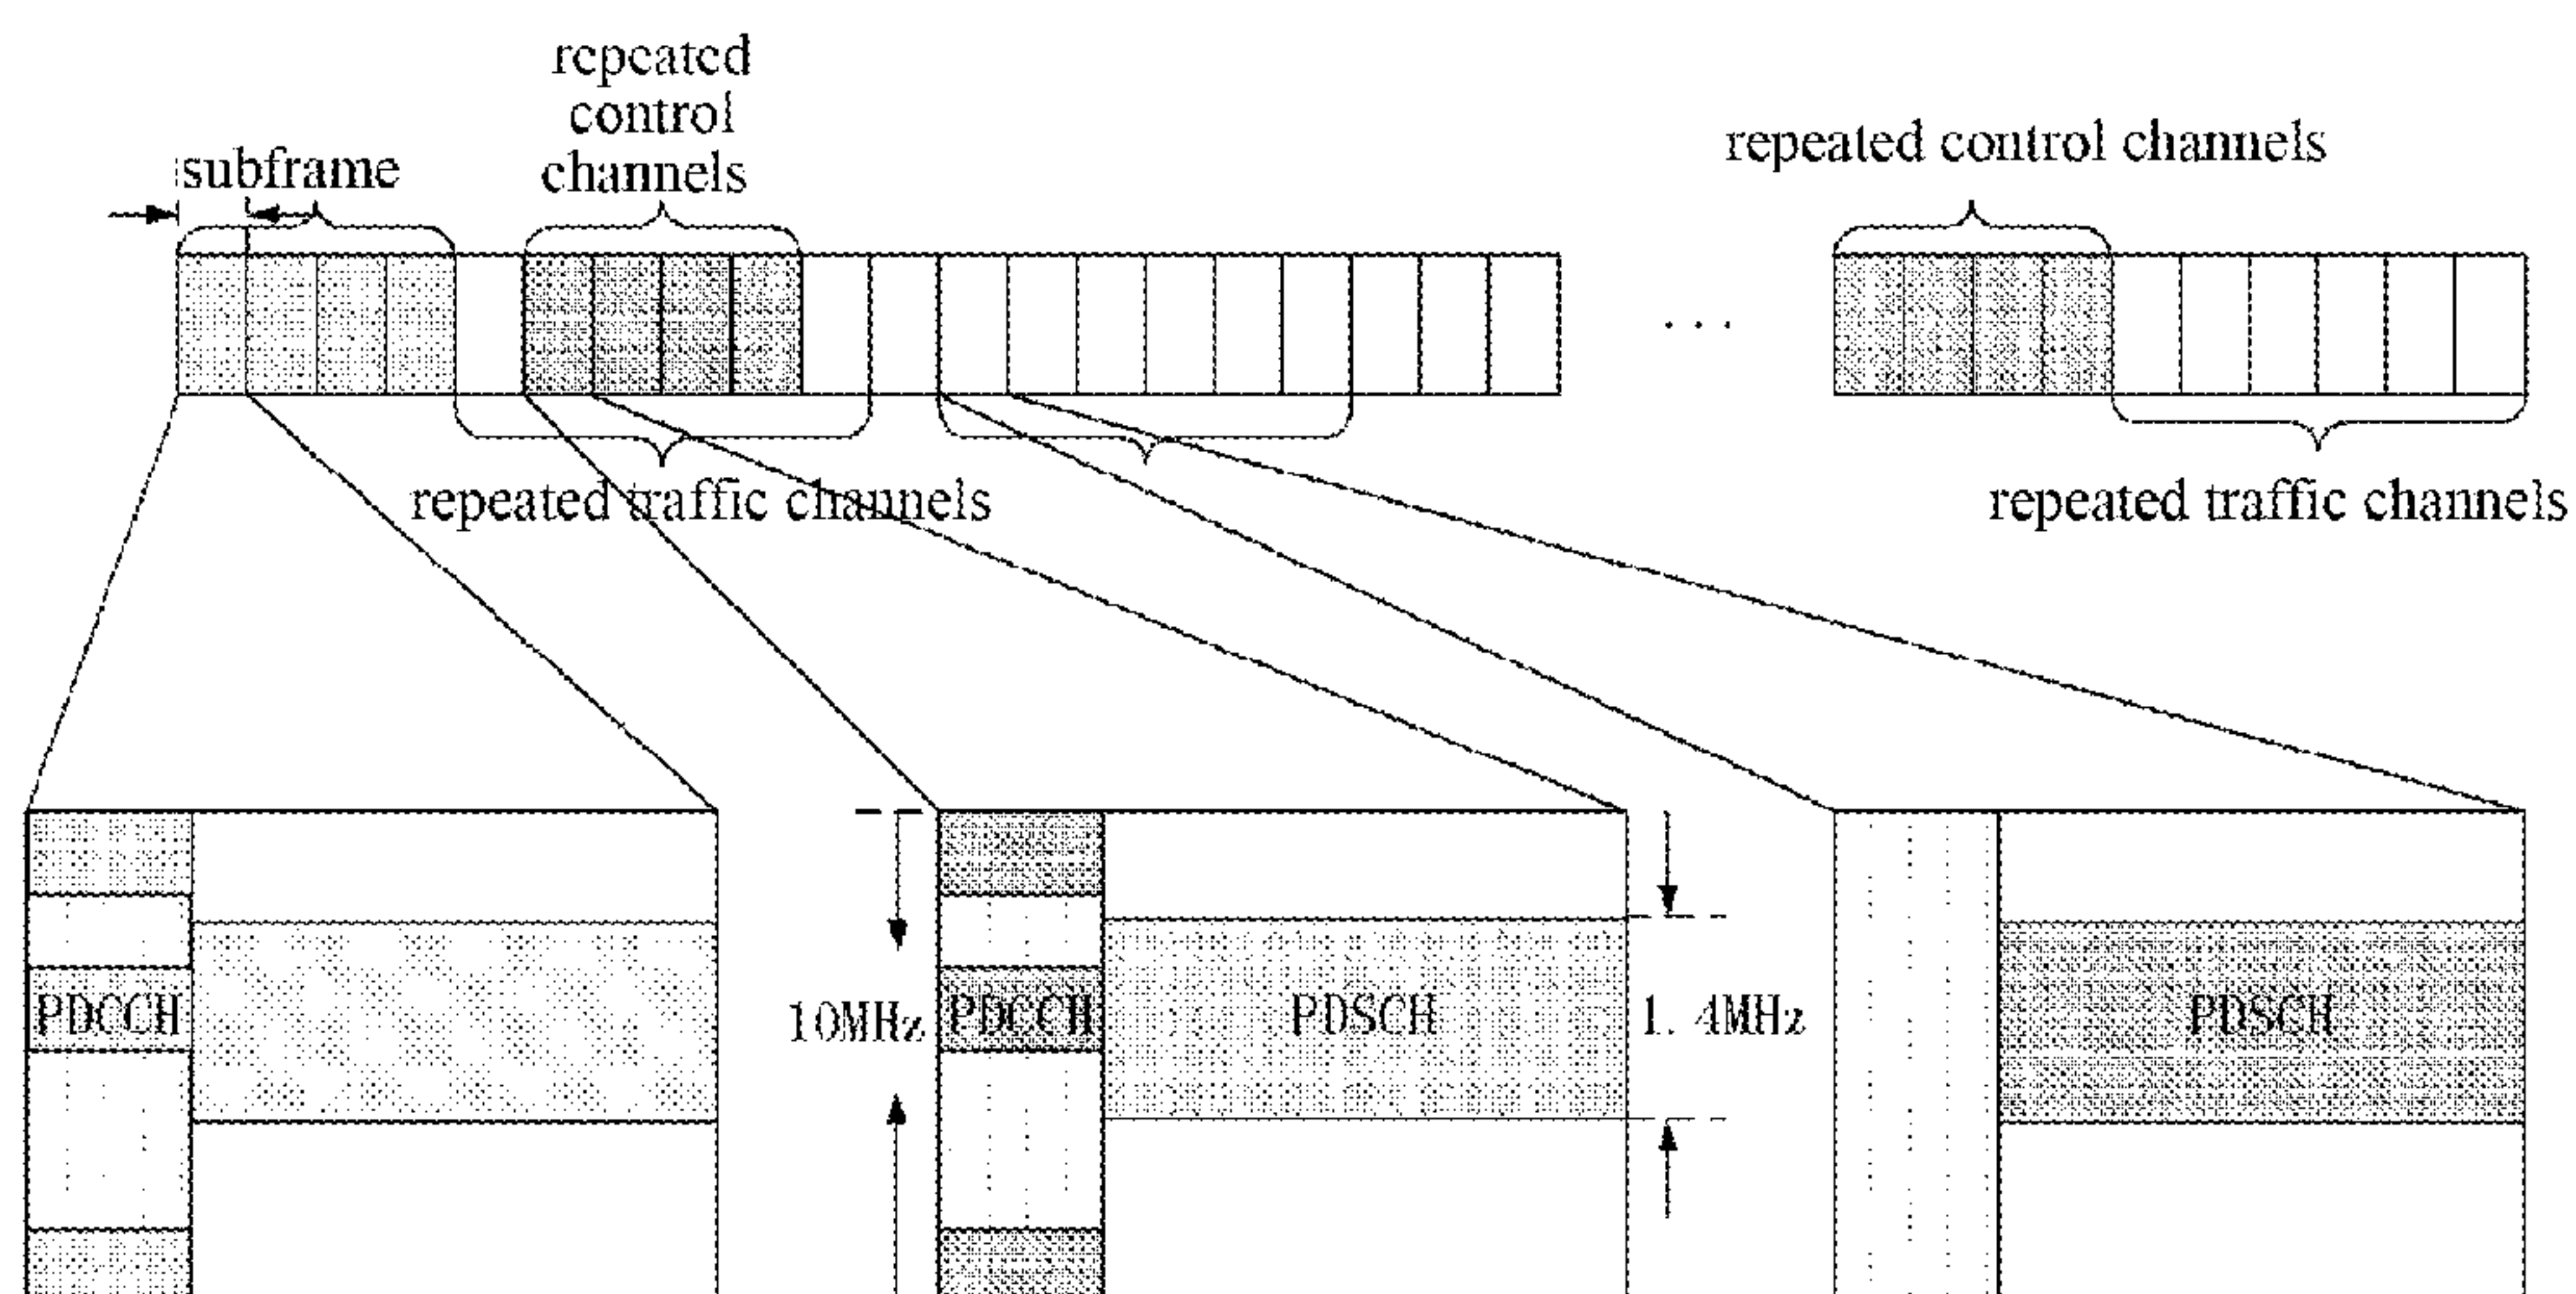 repeated
control
channels
subframe
repeated control channels
...
repeated traffic channels
repeated traffic channels
PDCCH
10MHz
PDCCH
PDSCH
1.4MHz
PDSCH